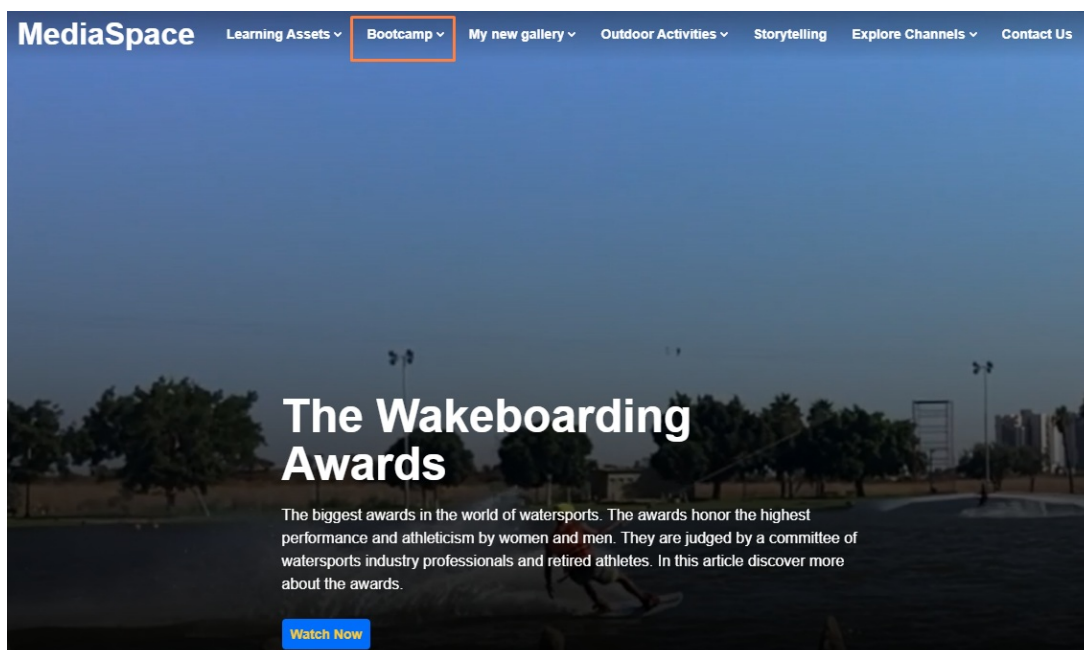 MediaSpace Learning Assets Bootcamp My new gallery Outdoor Activities Storytelling Explore Channels Contact Us
The Wakeboarding
Awards
The biggest awards in the world of watersports. The awards honor the highest
performance and athleticism by women and men. They are judged by a committee of
watersports industry professionals and retired athletes. In this article discover more
about the awards.
Watch Now